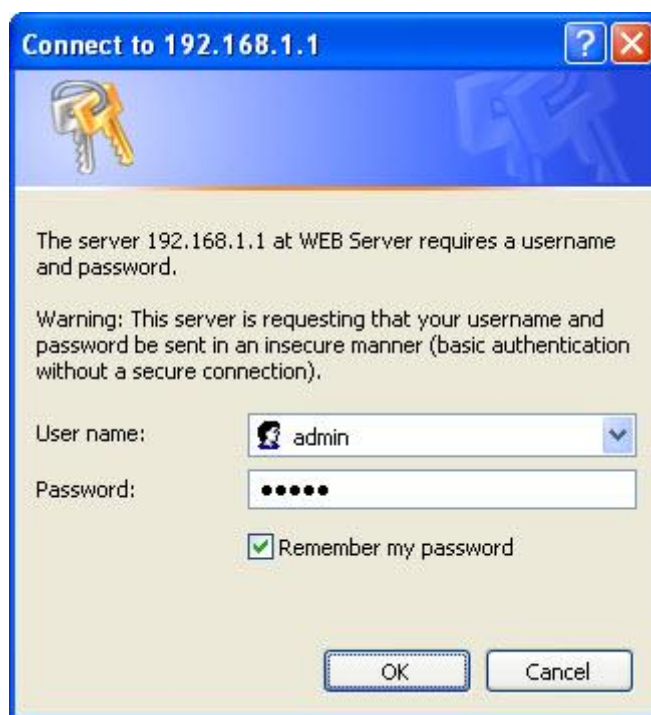 Connect to 192.168.1.1
The server 192.168.1.1 at WEB Server requires a username
and password.
Warning: This server is requesting that your username and
password be sent in an insecure manner (basic authentication
without a secure connection).
User name:
admin
Password:
•••••
Remember my password
OK
Cancel